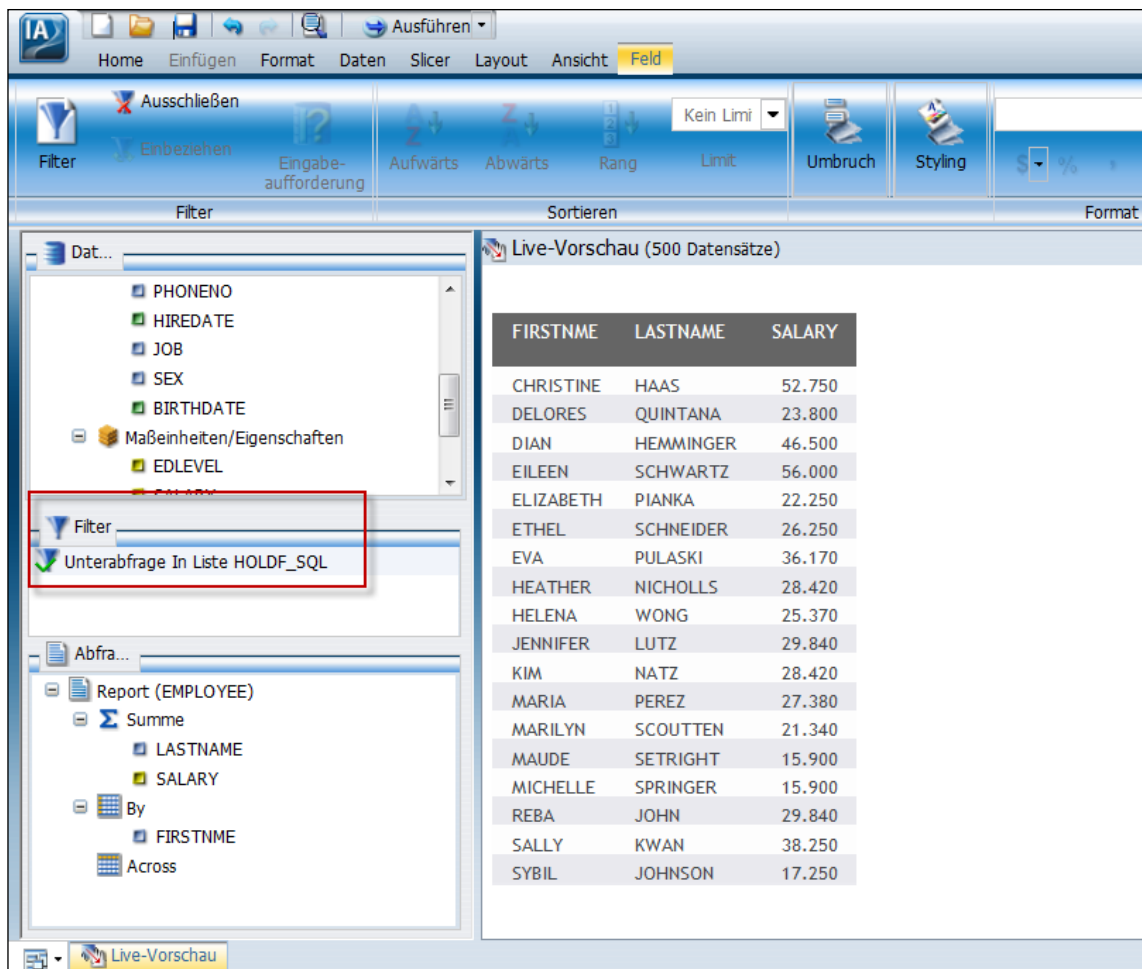 IA
Ausführen
Home Einfügen Format Daten Slicer Layout Ansicht Feld
Filter
Ausschließen
Einbeziehen
Eingabe-
aufforderung
Filter
Aufwärts
Abwärts
Rang
Kein Limi
Limit
Sortieren
Umbruch
Styling
$ % ,
Format
Dat...
PHONENO
HIREDATE
JOB
SEX
BIRTHDATE
Maßeinheiten/Eigenschaften
EDLEVEL
SALARY
Filter
Unterabfrage In Liste HOLDF_SQL
Abfra...
Report (EMPLOYEE)
Summe
LASTNAME
SALARY
By
FIRSTNME
Across
Live-Vorschau (500 Datensätze)
FIRSTNME LASTNAME SALARY
CHRISTINE HAAS 52.750
DELORES QUINTANA 23.800
DIAN HEMMINGER 46.500
EILEEN SCHWARTZ 56.000
ELIZABETH PIANKA 22.250
ETHEL SCHNEIDER 26.250
EVA PULASKI 36.170
HEATHER NICHOLLS 28.420
HELENA WONG 25.370
JENNIFER LUTZ 29.840
KIM NATZ 28.420
MARIA PEREZ 27.380
MARILYN SCOUTTEN 21.340
MAUDE SETRIGHT 15.900
MICHELLE SPRINGER 15.900
REBA JOHN 29.840
SALLY KWAN 38.250
SYBIL JOHNSON 17.250
Live-Vorschau